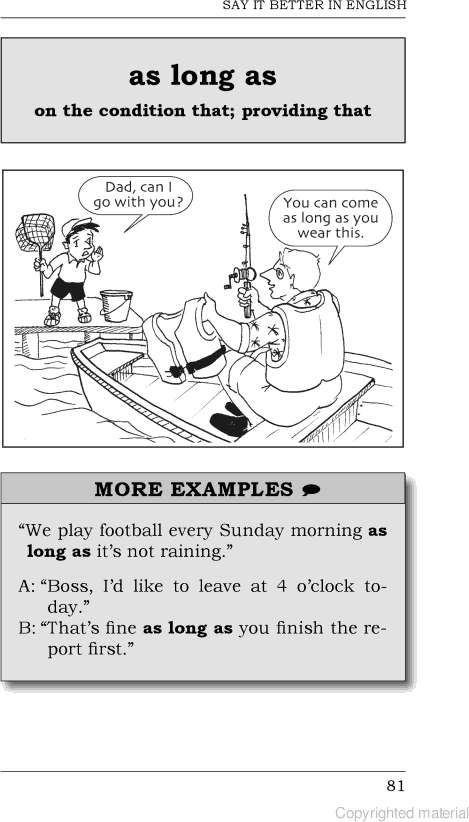 SAY IT BETTER IN ENGLISH
as long as
on the condition that; providing that
Dad, can I
go with you?
You can come
as long as you
wear this.
MORE EXAMPLES
“We play football every Sunday morning as
long as it’s not raining.”
A: “Boss, I’d like to leave at 4 o’clock to-
day.”
B: “That’s fine as long as you finish the re-
port first.”
81
Copyrighted material